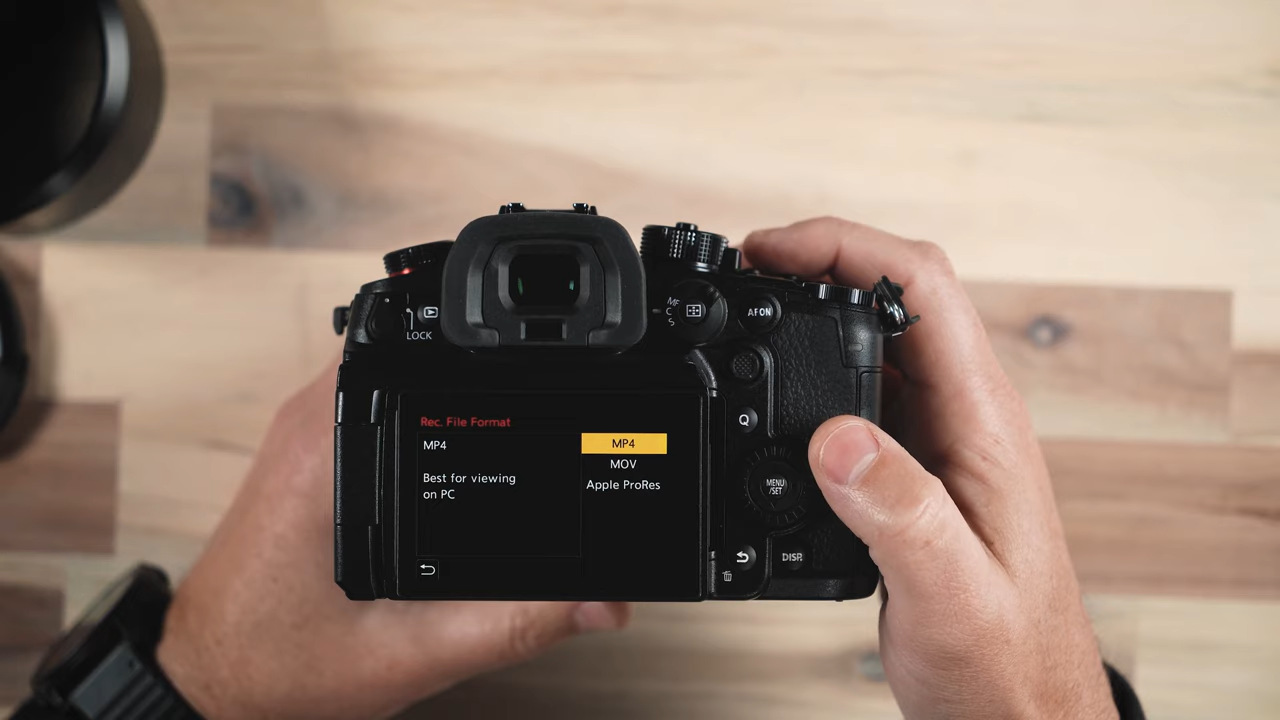 MF
C
S
AF ON
LOCK
Rec. File Format
MP4
Best for viewing
on PC
MP4
MOV
Apple ProRes
Q
MENU
/SET
DISP.